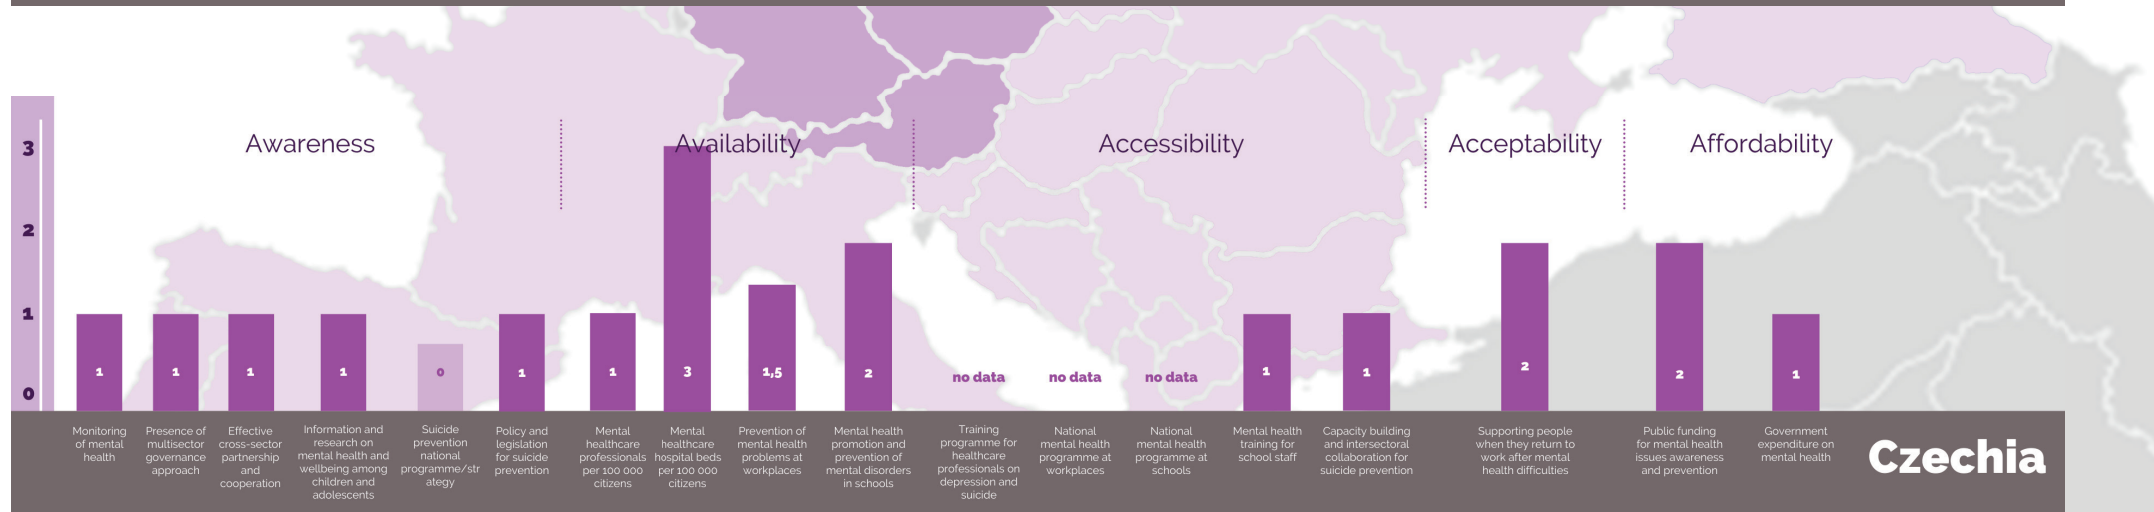 Awareness
Availability
Accessibility
Acceptability
Affordability
3
2
1
0
1
1
1
1
0
1
1
3
1,5
2
no data
no data
no data
1
1
2
2
1
Monitoring
of mental
health
Presence of
multisector
governance
approach
Effective
cross-sector
partnership
and
cooperation
Information and
research on
mental health and
wellbeing among
children and
adolescents
Suicide
prevention
national
programme/str
ategy
Policy and
legislation
for suicide
prevention
Mental
healthcare
professionals
per 100 000
citizens
Mental
healthcare
hospital beds
per 100 000
citizens
Prevention of
mental health
problems at
workplaces
Mental health
promotion and
prevention of
mental disorders
in schools
Training
programme for
healthcare
professionals on
depression and
suicide
National
mental health
programme at
workplaces
National
mental health
programme at
schools
Mental health
training for
school staff
Capacity building
and intersectoral
collaboration for
suicide prevention
Supporting people
when they return to
work after mental
health difficulties
Public funding
for mental health
issues awareness
and prevention
Government
expenditure on
mental health
Czechia